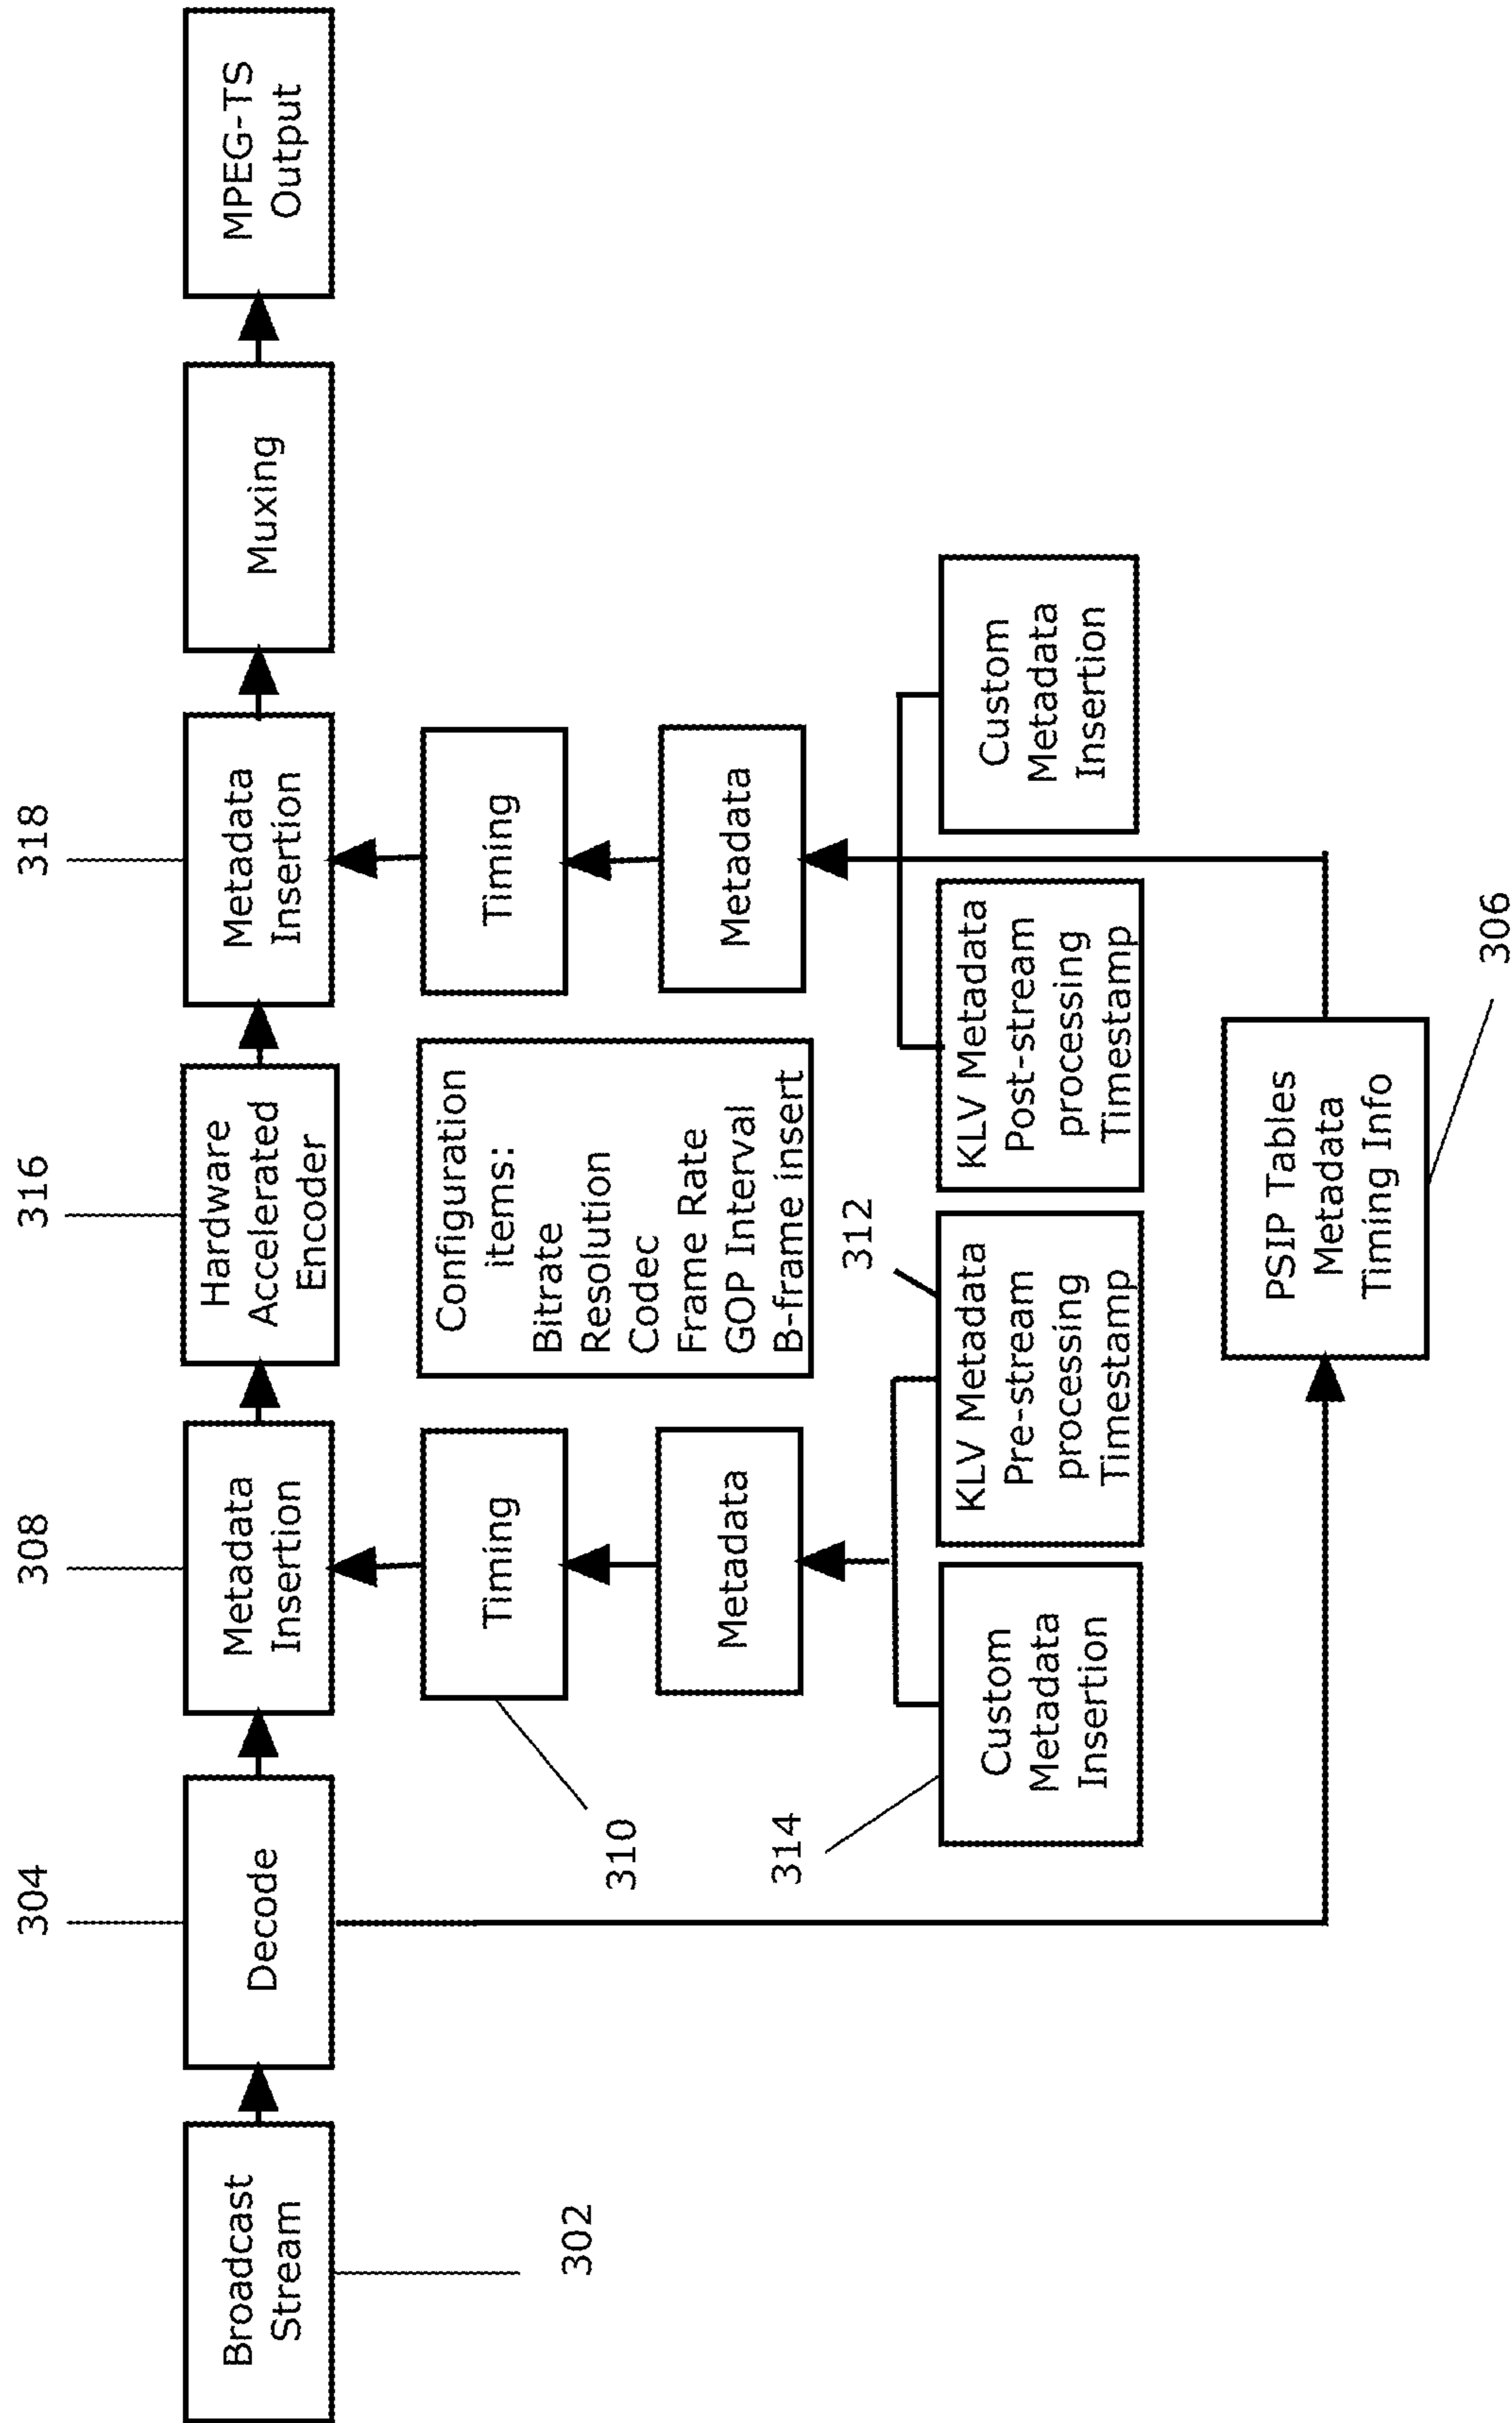 304
308
316
318
Broadcast
Stream
Decode
Metadata
Insertion
Hardware
Accelerated
Encoder
Metadata
Insertion
Muxing
MPEG-TS
Output
302
310
Timing
Configuration
items:
Bitrate
Resolution
Codec
Frame Rate
GOP Interval
B-frame insert
Timing
Metadata
Metadata
314
312
Custom
Metadata
Insertion
KLV Metadata
Pre-stream
processing
Timestamp
KLV Metadata
Post-stream
processing
Timestamp
Custom
Metadata
Insertion
PSIP Tables
Metadata
Timing Info
306